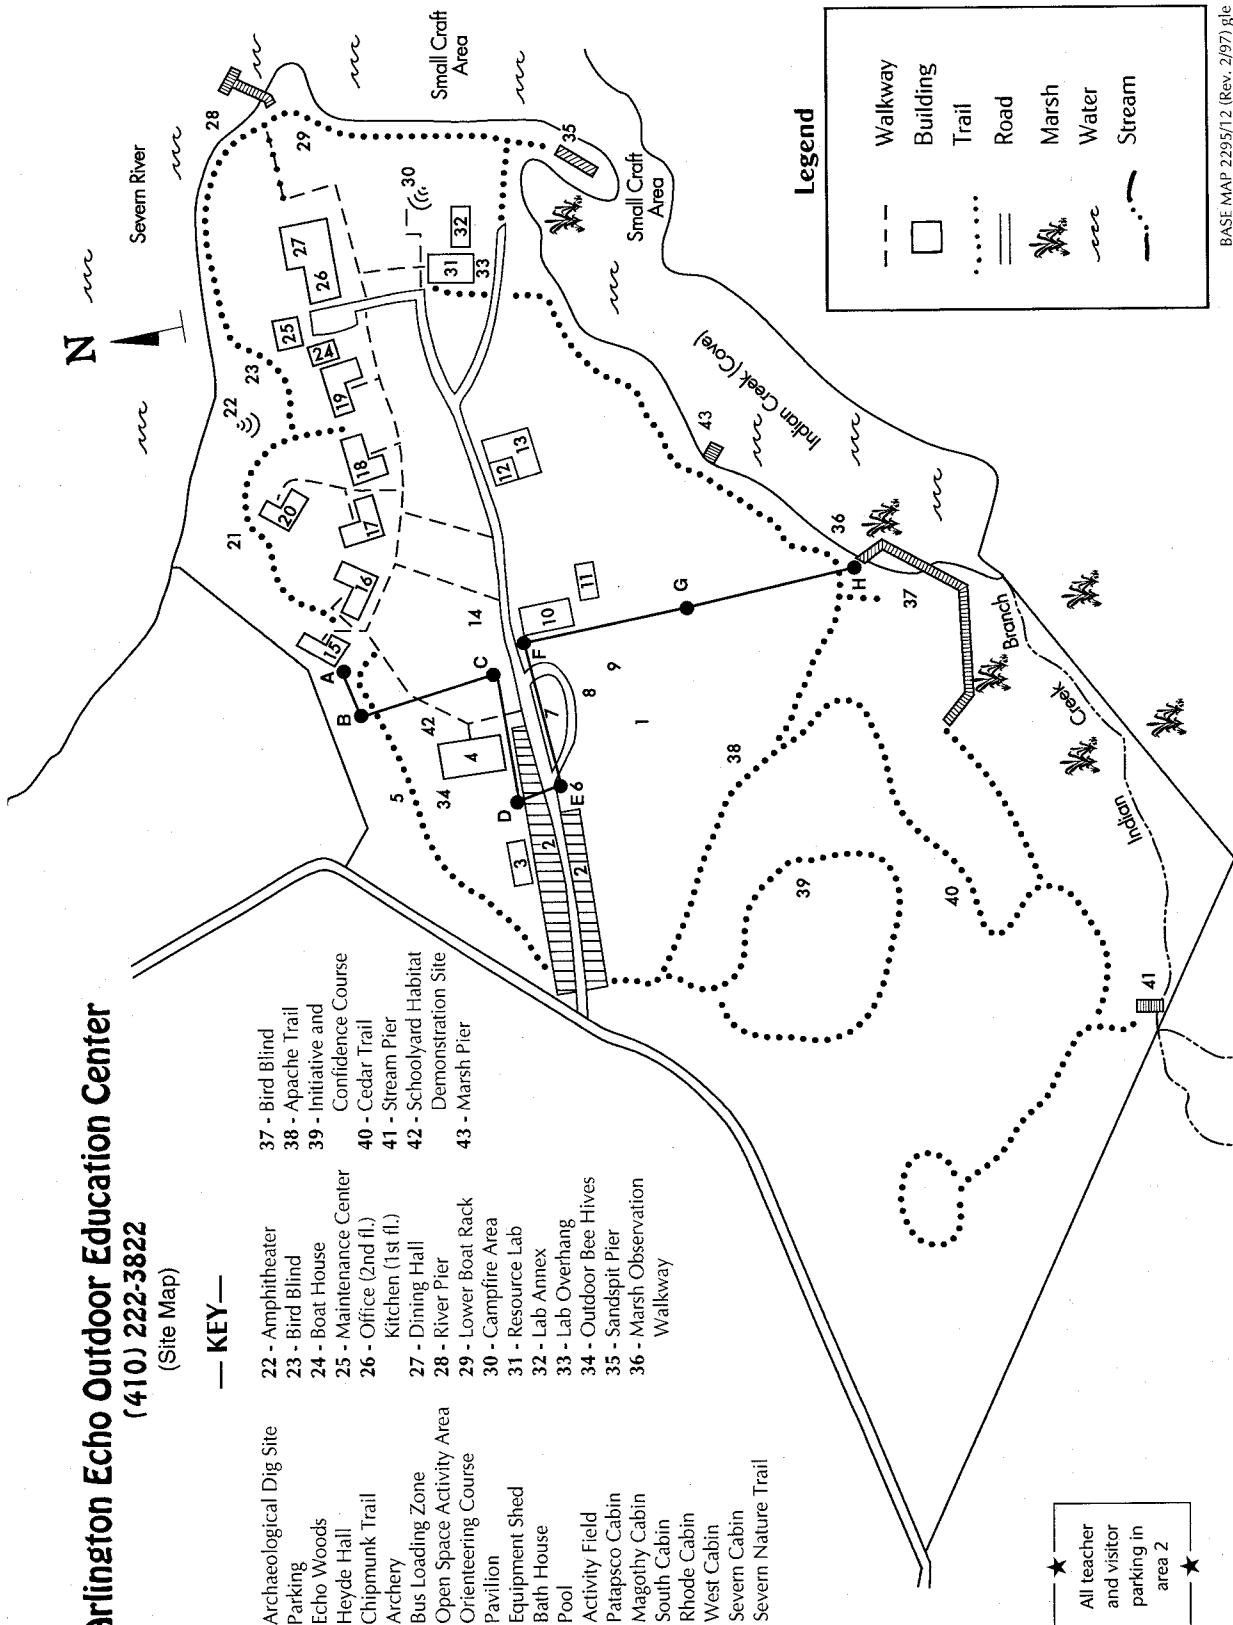 arlington Echo Outdoor Education Center
(410) 222-3822
(Site Map)
— KEY —
Archaeological Dig Site
Parking
Echo Woods
Heyde Hall
Chipmunk Trail
Archery
Bus Loading Zone
Open Space Activity Area
Orienteering Course
Pavilion
Equipment Shed
Bath House
Pool
Activity Field
Patapsco Cabin
Magothy Cabin
South Cabin
Rhode Cabin
West Cabin
Severn Cabin
Severn Nature Trail
22 - Amphitheater
23 - Bird Blind
24 - Boat House
25 - Maintenance Center
26 - Office (2nd fl.)
Kitchen (1st fl.)
27 - Dining Hall
28 - River Pier
29 - Lower Boat Rack
30 - Campfire Area
31 - Resource Lab
32 - Lab Annex
33 - Lab Overhang
34 - Outdoor Bee Hives
35 - Sandspit Pier
36 - Marsh Observation
Walkway
37 - Bird Blind
38 - Apache Trail
39 - Initiative and
Confidence Course
40 - Cedar Trail
41 - Stream Pier
42 - Schoolyard Habitat
Demonstration Site
43 - Marsh Pier
All teacher
and visitor
parking in
area 2
N
Severn River
Small Craft
Area
Small Craft
Area
Indian Creek (Cove)
Indian Creek Branch
28
29
30
35
27
26
32
31
33
25
24
23
22
19
18
20
21
17
16
15
13
12
11
10
14
43
36
37
A
B
C
D
E
F
G
H
42
4
34
5
3
2
2
6
7
8
9
1
38
39
40
41
Legend
Walkway
Building
Trail
Road
Marsh
Water
Stream
BASE MAP 2295/12 (Rev. 2/97) gle